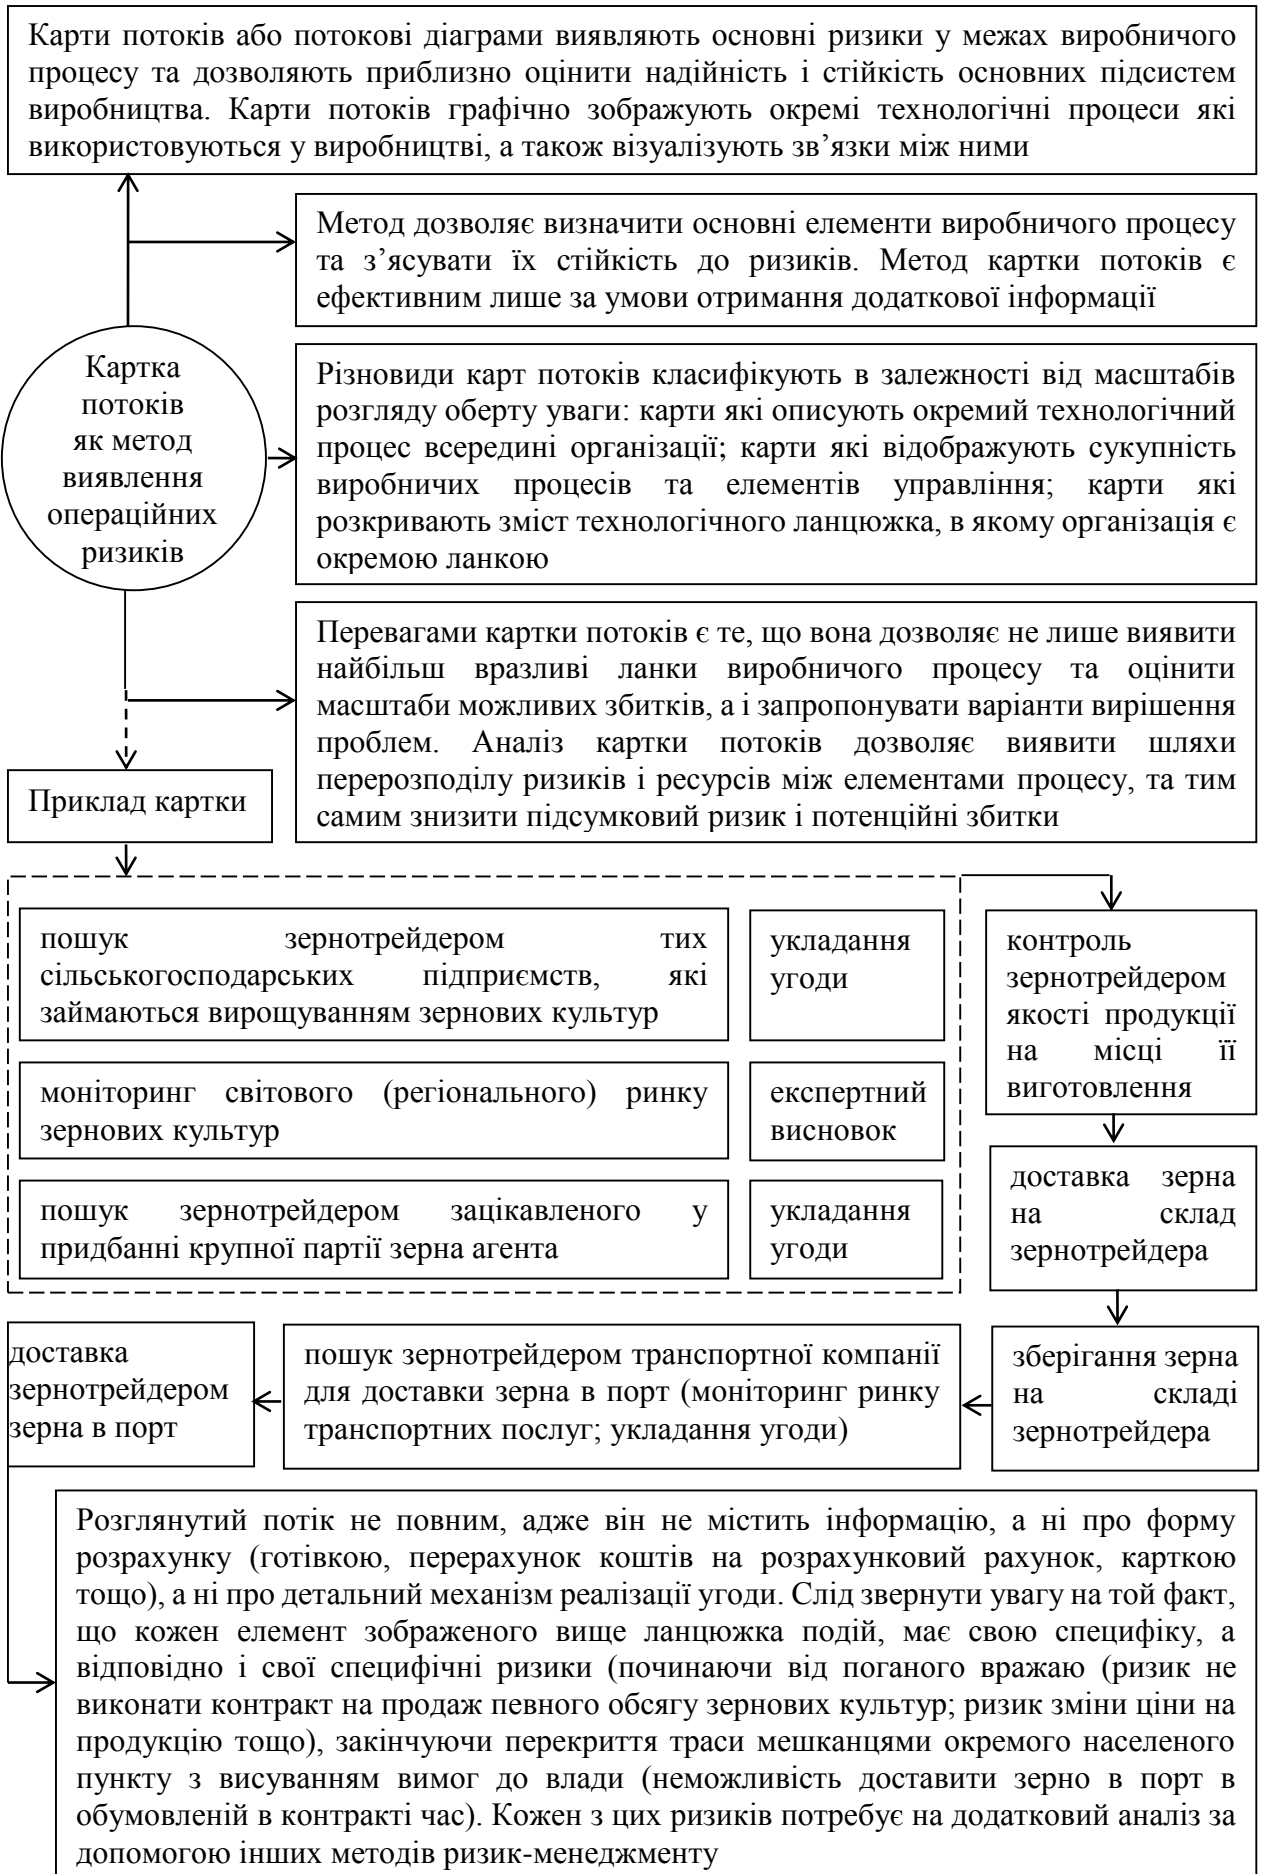 Карти потоків або потокові діаграми виявляють основні ризики у межах виробничого
процесу та дозволяють приблизно оцінити надійність і стійкість основних підсистем
виробництва. Карти потоків графічно зображують окремі технологічні процеси які
використовуються у виробництві, а також візуалізують зв’язки між ними
Метод дозволяє визначити основні елементи виробничого процесу
та з’ясувати їх стійкість до ризиків. Метод картки потоків є
ефективним лише за умови отримання додаткової інформації
Картка
потоків
як метод
виявлення
операційних
ризиків
Різновиди карт потоків класифікують в залежності від масштабів
розгляду оберту уваги: карти які описують окремий технологічний
процес всередині організації; карти які відображують сукупність
виробничих процесів та елементів управління; карти які
розкривають зміст технологічного ланцюжка, в якому організація є
окремою ланкою
Перевагами картки потоків є те, що вона дозволяє не лише виявити
найбільш вразливі ланки виробничого процесу та оцінити
масштаби можливих збитків, а і запропонувати варіанти вирішення
проблем. Аналіз картки потоків дозволяє виявити шляхи
перерозподілу ризиків і ресурсів між елементами процесу, та тим
самим знизити підсумковий ризик і потенційні збитки
Приклад картки
пошук зернотрейдером тих
сільськогосподарських підприємств, які
займаються вирощуванням зернових культур
укладання
угоди
моніторинг світового (регіонального) ринку
зернових культур
експертний
висновок
пошук зернотрейдером зацікавленого у
придбанні крупної партії зерна агента
укладання
угоди
контроль
зернотрейдером
якості продукції
на місці її
виготовлення
доставка зерна
на склад
зернотрейдера
зберігання зерна
на складі
зернотрейдера
пошук зернотрейдером транспортної компанії
для доставки зерна в порт (моніторинг ринку
транспортних послуг; укладання угоди)
доставка
зернотрейдером
зерна в порт
Розглянутий потік не повним, адже він не містить інформацію, а ні про форму
розрахунку (готівкою, перерахунок коштів на розрахунковий рахунок, карткою
тощо), а ні про детальний механізм реалізації угоди. Слід звернути увагу на той факт,
що кожен елемент зображеного вище ланцюжка подій, має свою специфіку, а
відповідно і свої специфічні ризики (починаючи від поганого вражаю (ризик не
виконати контракт на продаж певного обсягу зернових культур; ризик зміни ціни на
продукцію тощо), закінчуючи перекриття траси мешканцями окремого населеного
пункту з висуванням вимог до влади (неможливість доставити зерно в порт в
обумовленій в контракті час). Кожен з цих ризиків потребує на додатковий аналіз за
допомогою інших методів ризик-менеджменту